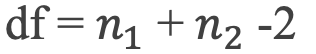 df = n₁ + n₂ -2